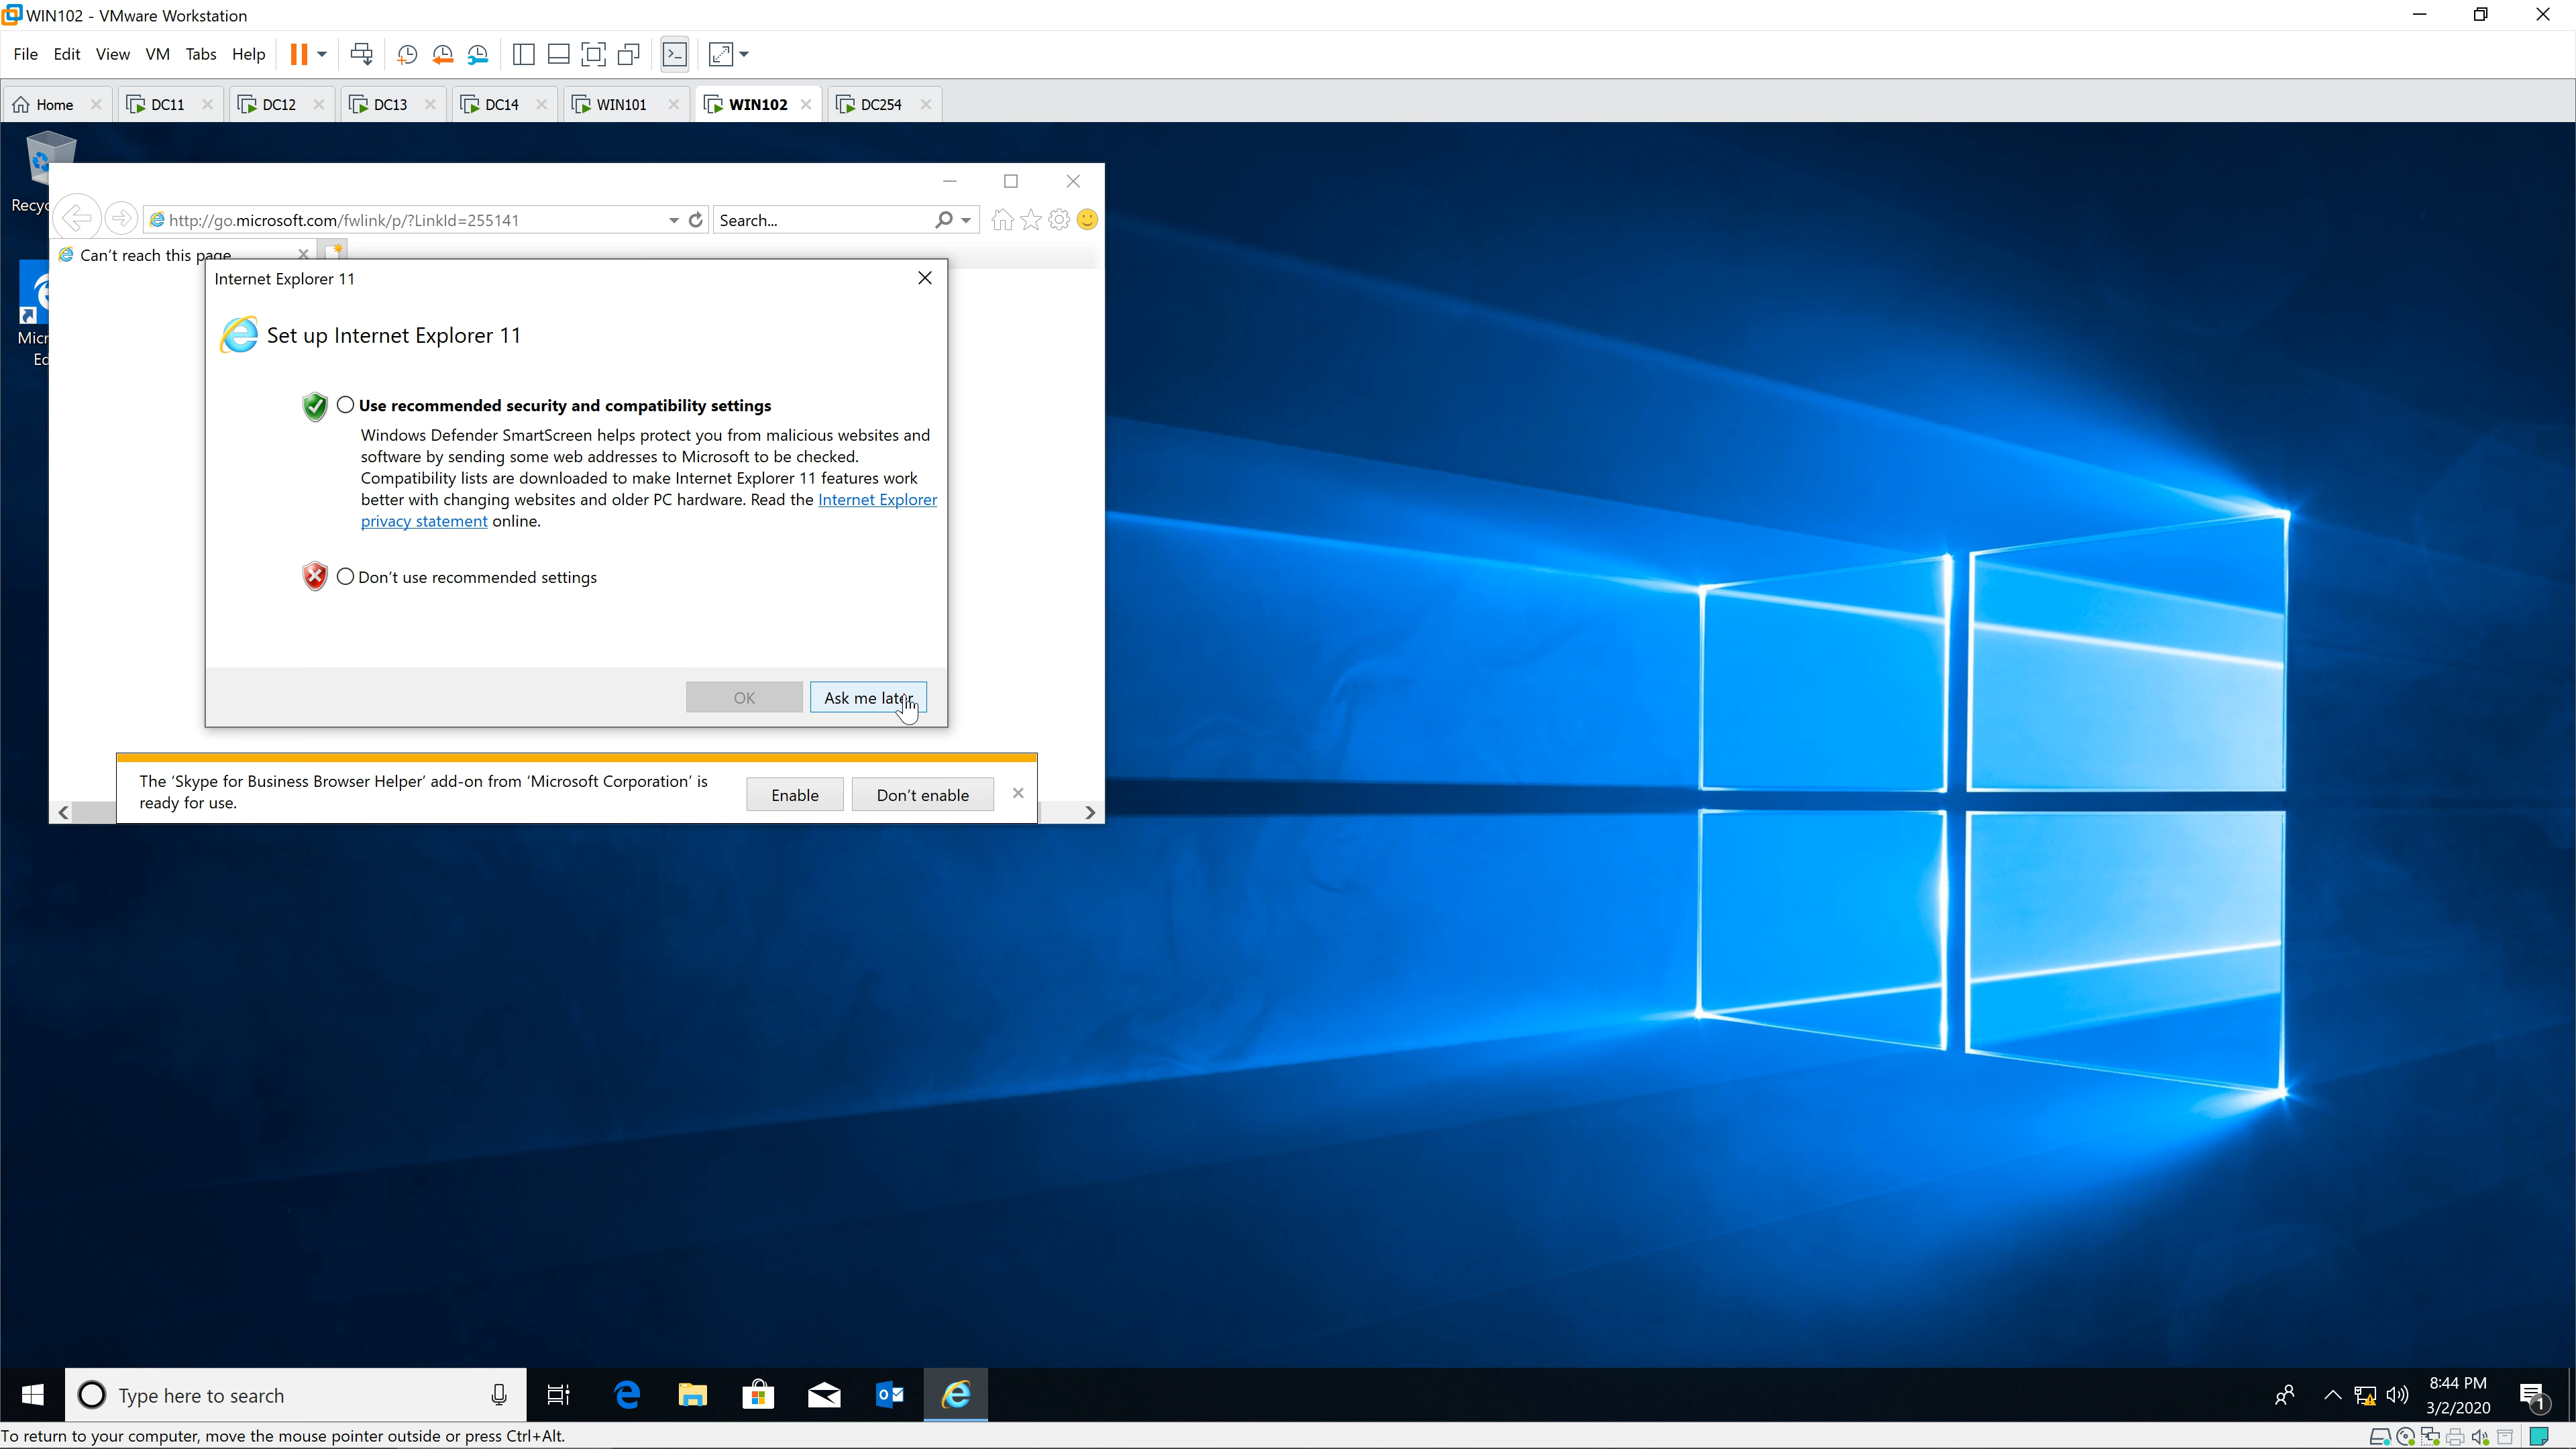 WIN102 - VMware Workstation
File Edit View VM Tabs Help
Home DC11 DC12 DC13 DC14 WIN101 WIN102 DC254
http://go.microsoft.com/fwlink/p/?LinkId=255141 Search...
Can't reach this page
Internet Explorer 11
Set up Internet Explorer 11
Use recommended security and compatibility settings
Windows Defender SmartScreen helps protect you from malicious websites and
software by sending some web addresses to Microsoft to be checked.
Compatibility lists are downloaded to make Internet Explorer 11 features work
better with changing websites and older PC hardware. Read the Internet Explorer
privacy statement online.
Don't use recommended settings
OK Ask me later
The 'Skype for Business Browser Helper' add-on from 'Microsoft Corporation' is
ready for use.
Enable Don't enable
Recyc
Micr
Ed
Type here to search
8:44 PM
3/2/2020
1
To return to your computer, move the mouse pointer outside or press Ctrl+Alt.